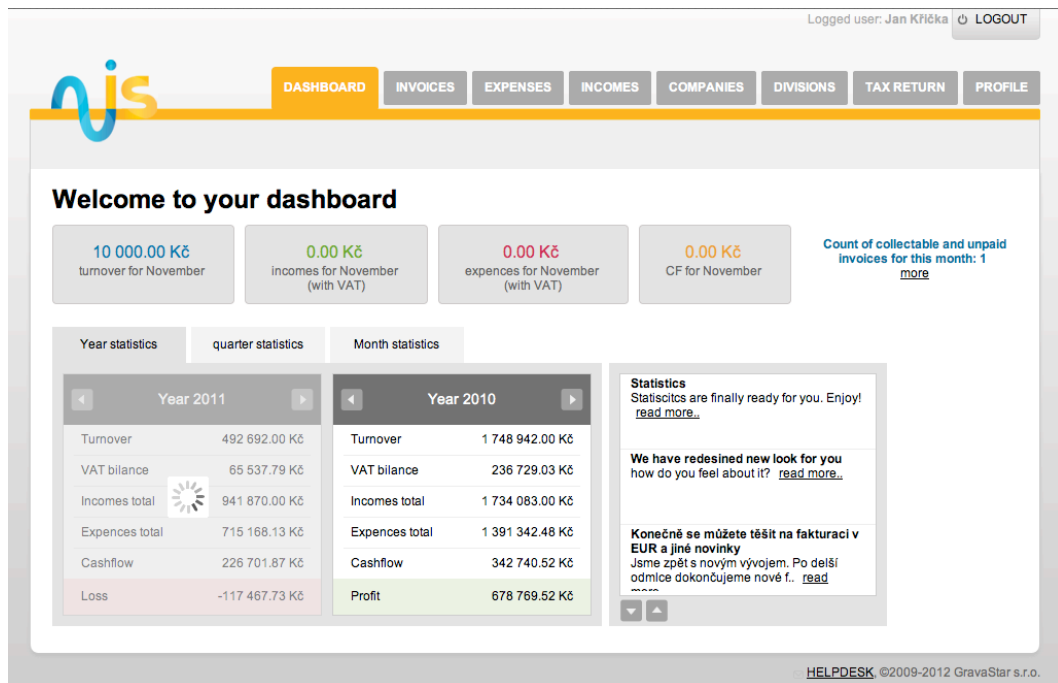 Logged user: Jan Křička
LOGOUT
js
DASHBOARD
INVOICES
EXPENSES
INCOMES
COMPANIES
DIVISIONS
TAX RETURN
PROFILE
Welcome to your dashboard
10 000.00 Kč
turnover for November
0.00 Kč
incomes for November
(with VAT)
0.00 Kč
expences for November
(with VAT)
0.00 Kč
CF for November
Count of collectable and unpaid
invoices for this month: 1
more
Year statistics
quarter statistics
Month statistics
Year 2011
Turnover 492 692.00 Kč
VAT bilance 65 537.79 Kč
Incomes total 941 870.00 Kč
Expences total 715 168.13 Kč
Cashflow 226 701.87 Kč
Loss -117 467.73 Kč
Year 2010
Turnover 1 748 942.00 Kč
VAT bilance 236 729.03 Kč
Incomes total 1 734 083.00 Kč
Expences total 1 391 342.48 Kč
Cashflow 342 740.52 Kč
Profit 678 769.52 Kč
Statistics
Statiscitcs are finally ready for you. Enjoy!
read more..
We have redesined new look for you
how do you feel about it? read more..
Konečně se můžete těšit na fakturaci v
EUR a jiné novinky
Jsme zpět s novým vývojem. Po delší
odmlce dokončujeme nové f.. read
more
HELPDESK, ©2009-2012 GravaStar s.r.o.